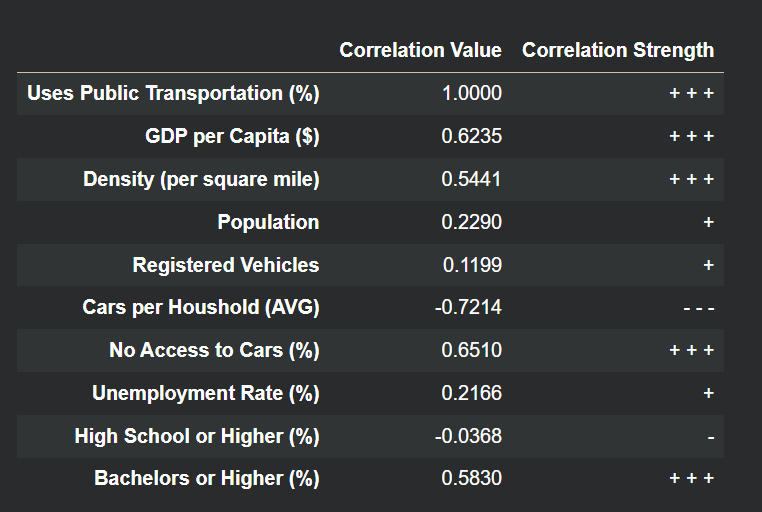 Correlation Value Correlation Strength
Uses Public Transportation (%) 1.0000 + + +
GDP per Capita ($) 0.6235 + + +
Density (per square mile) 0.5441 + + +
Population 0.2290 +
Registered Vehicles 0.1199 +
Cars per Houshold (AVG) -0.7214 - - -
No Access to Cars (%) 0.6510 + + +
Unemployment Rate (%) 0.2166 +
High School or Higher (%) -0.0368 -
Bachelors or Higher (%) 0.5830 + + +